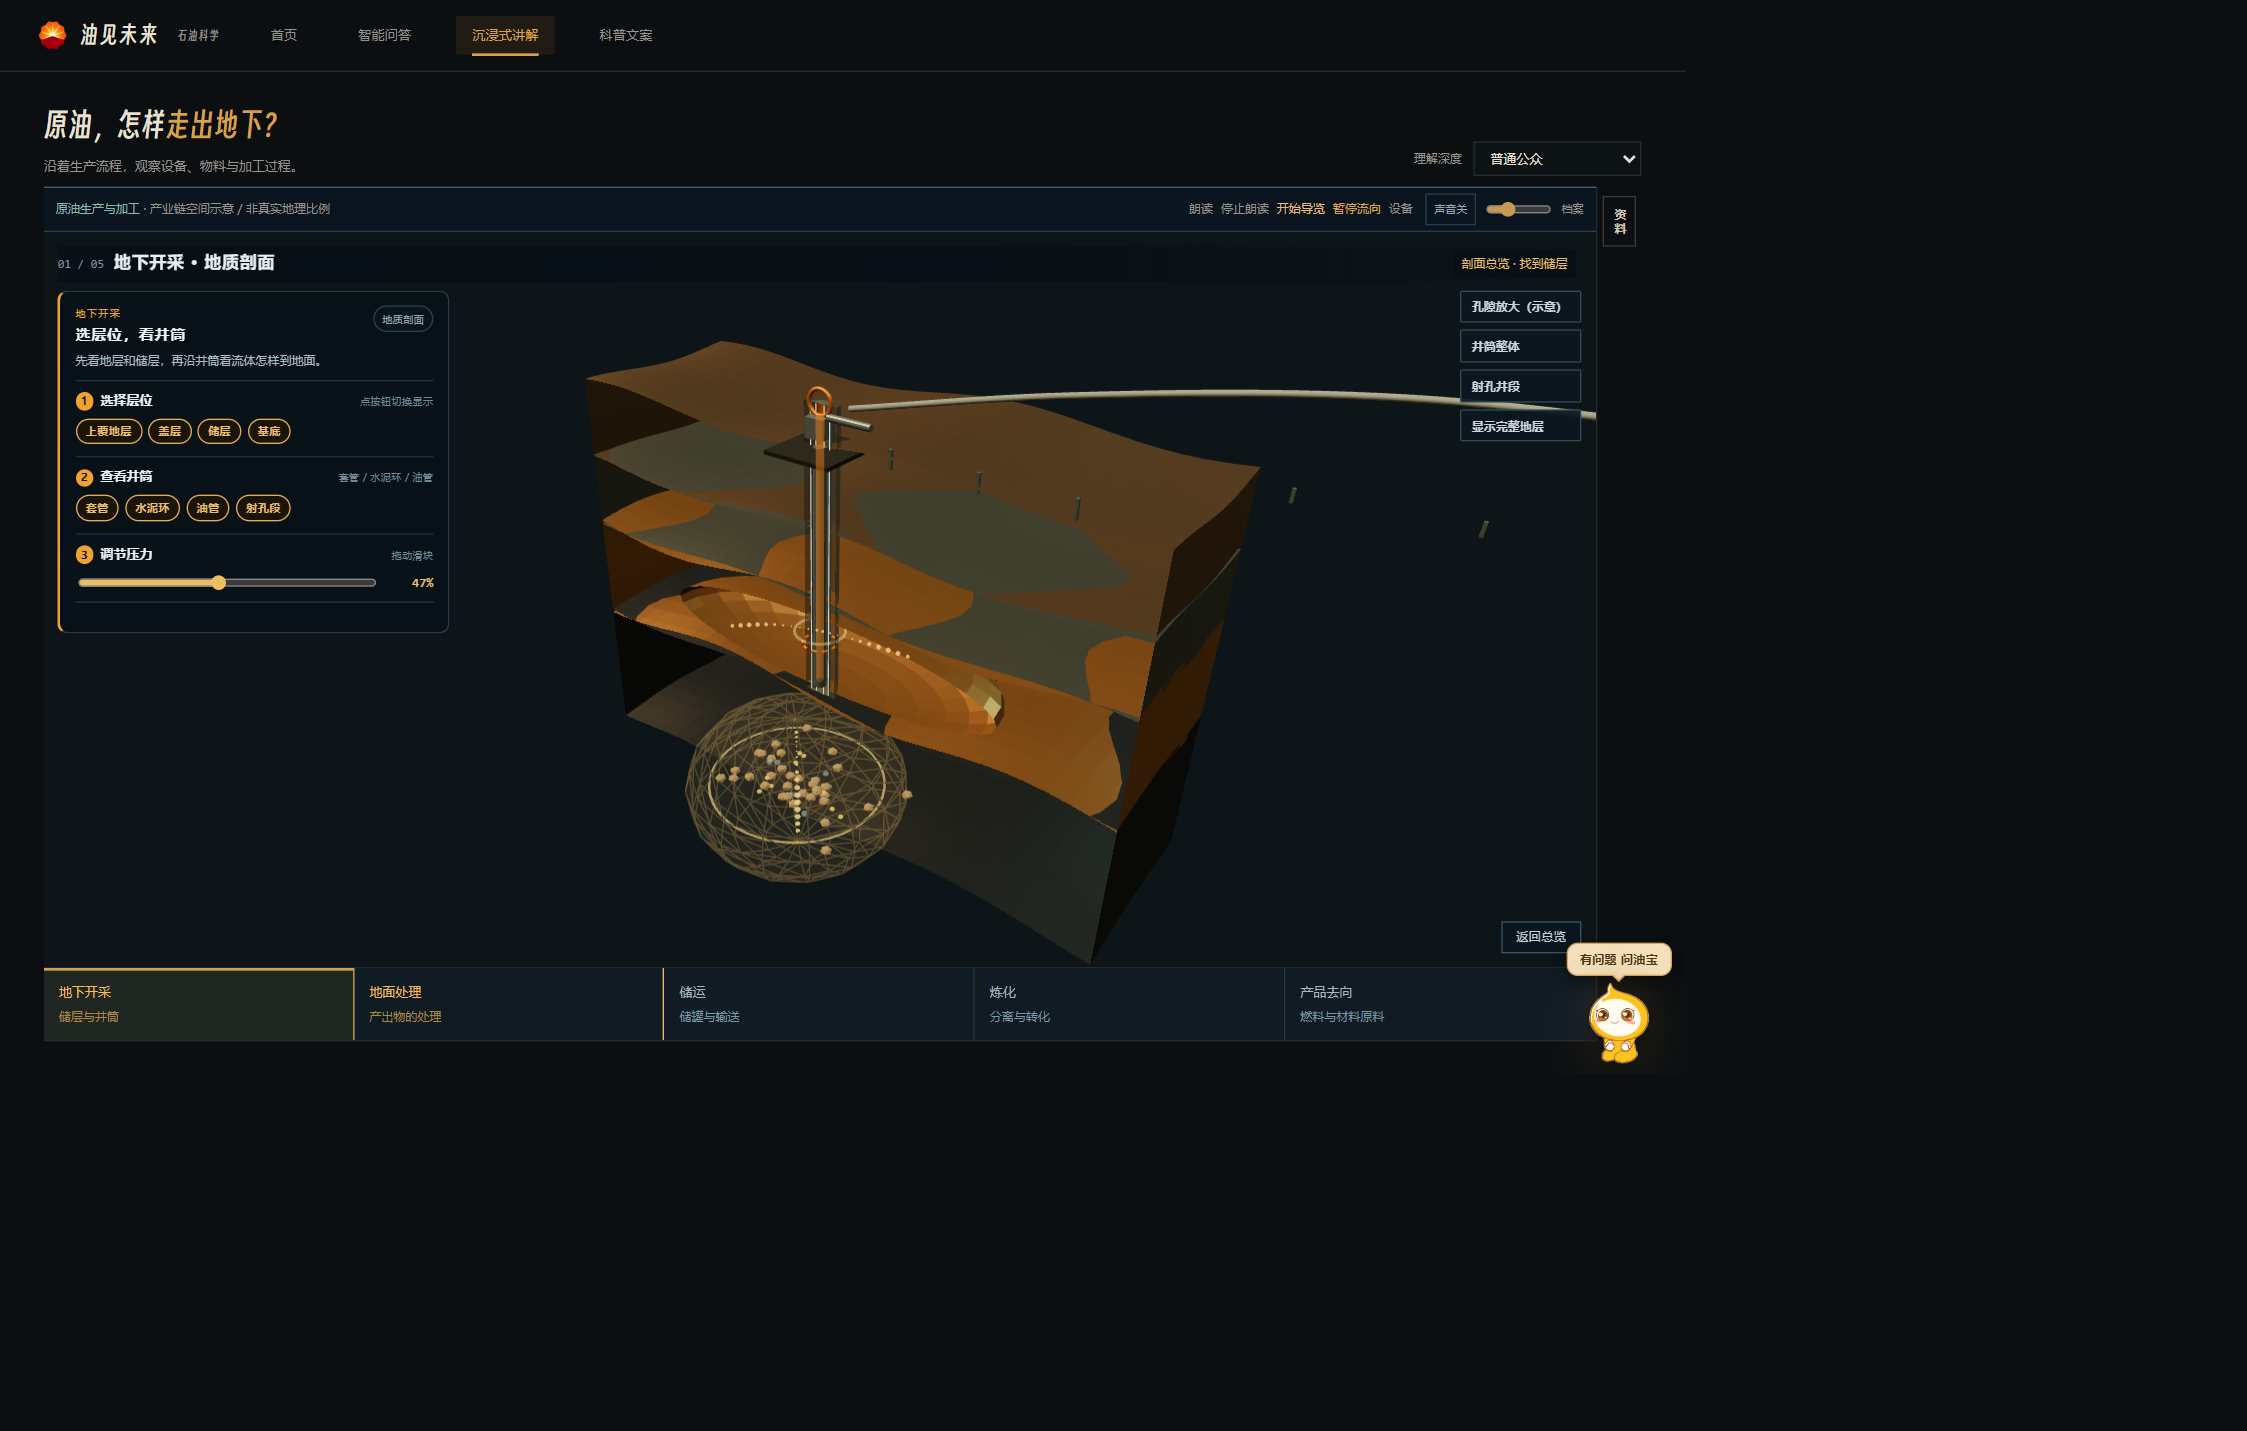 油见未来 石油科学 首页 智能问答 沉浸式讲解 科普文案
原油，怎样走出地下？
沿着生产流程，观察设备、物料与加工过程。
理解深度 普通公众
原油生产与加工 · 产业链空间示意 / 非真实地理比例
朗读 停止朗读 开始导览 暂停流向 设备 声音关 档案
资料
01 / 05 地下开采 · 地质剖面
剖面总览 · 找到储层
地下开采
地质剖面
选层位，看井筒
先看地层和储层，再沿井筒看流体怎样到地面。
1 选择层位 点按钮切换显示
上覆地层 盖层 储层 基底
2 查看井筒 套管 / 水泥环 / 油管
套管 水泥环 油管 射孔段
3 调节压力 拖动滑块
47%
孔隙放大（示意）
井筒整体
射孔井段
显示完整地层
返回总览
有问题 问油宝
地下开采
储层与井筒
地面处理
产出物的处理
储运
储罐与输送
炼化
分离与转化
产品去向
燃料与材料原料